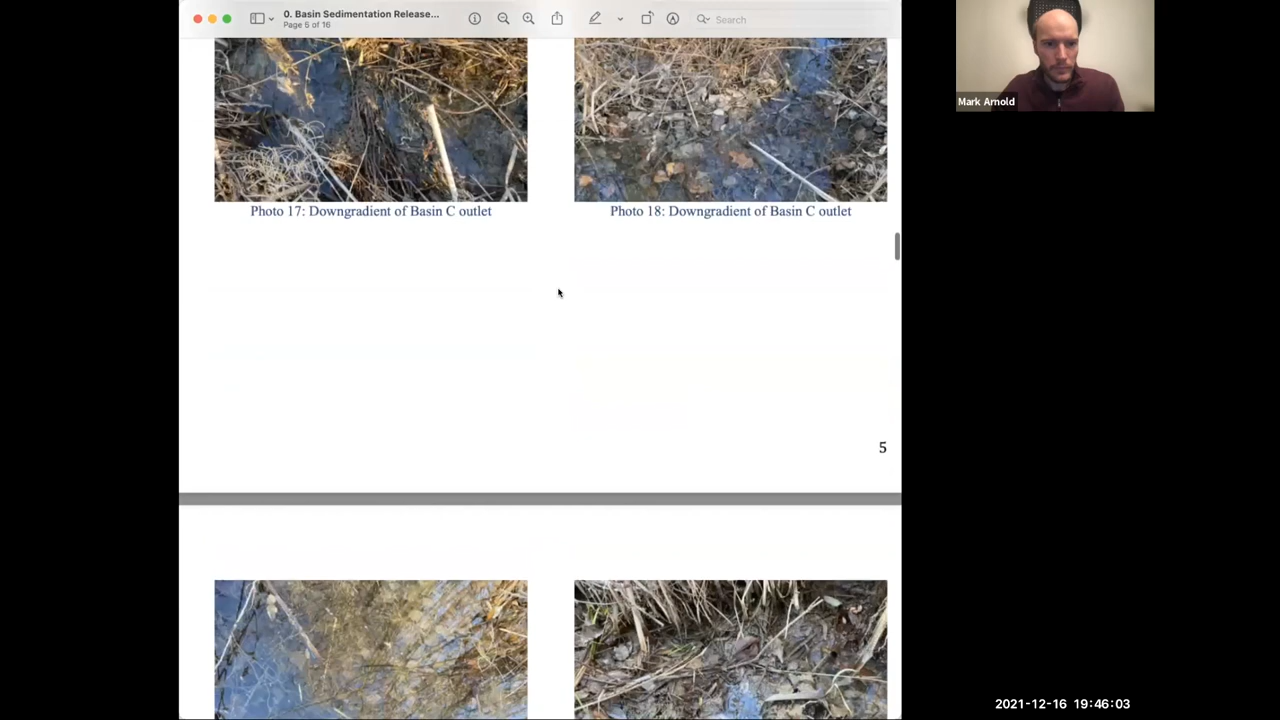 0. Basin Sedimentation Release...
Page 5 of 16
Search
Mark Arnold
Photo 17: Downgradient of Basin C outlet
Photo 18: Downgradient of Basin C outlet
5
2021-12-16 19:46:03